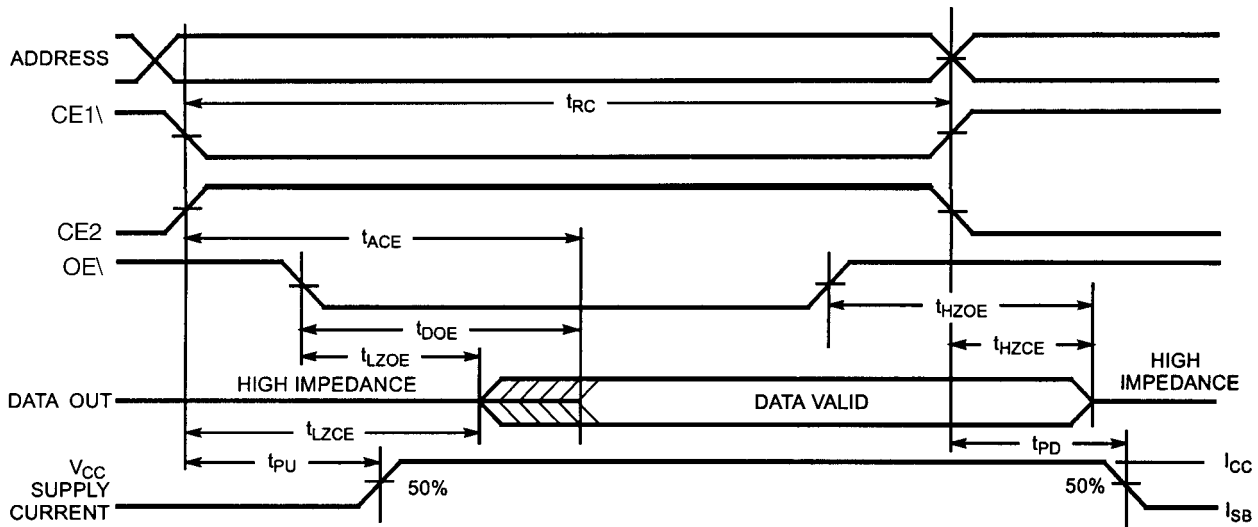 ADDRESS
tRC
CE1\
CE2
tACE
OE\
tHZOE
tDOE
tLZOE
tHZCE
HIGH IMPEDANCE
HIGH
IMPEDANCE
DATA OUT
DATA VALID
tLZCE
tPD
tPU
VCC
SUPPLY
CURRENT
50%
50%
ICC
ISB